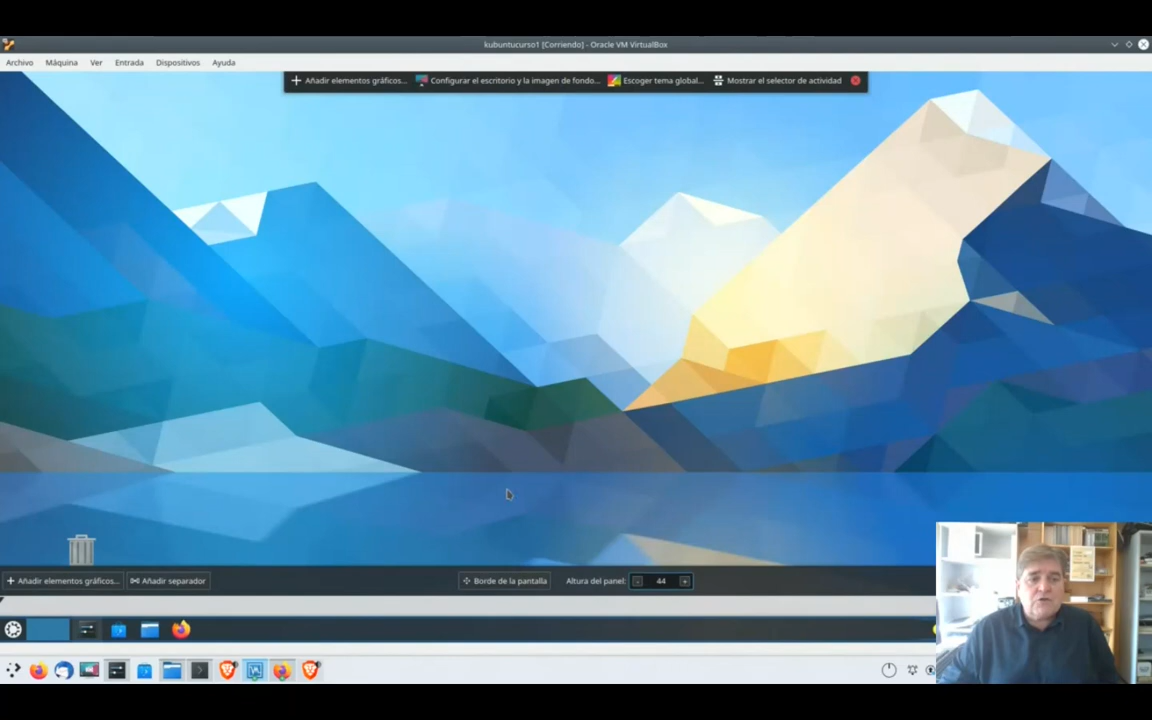 kubuntucurso1 [Corriendo] - Oracle VM VirtualBox
Archivo Máquina Ver Entrada Dispositivos Ayuda
Añadir elementos gráficos... Configurar el escritorio y la imagen de fondo... Escoger tema global... Mostrar el selector de actividad
Añadir elementos gráficos... Añadir separador Borde de la pantalla Altura del panel: - 44 +